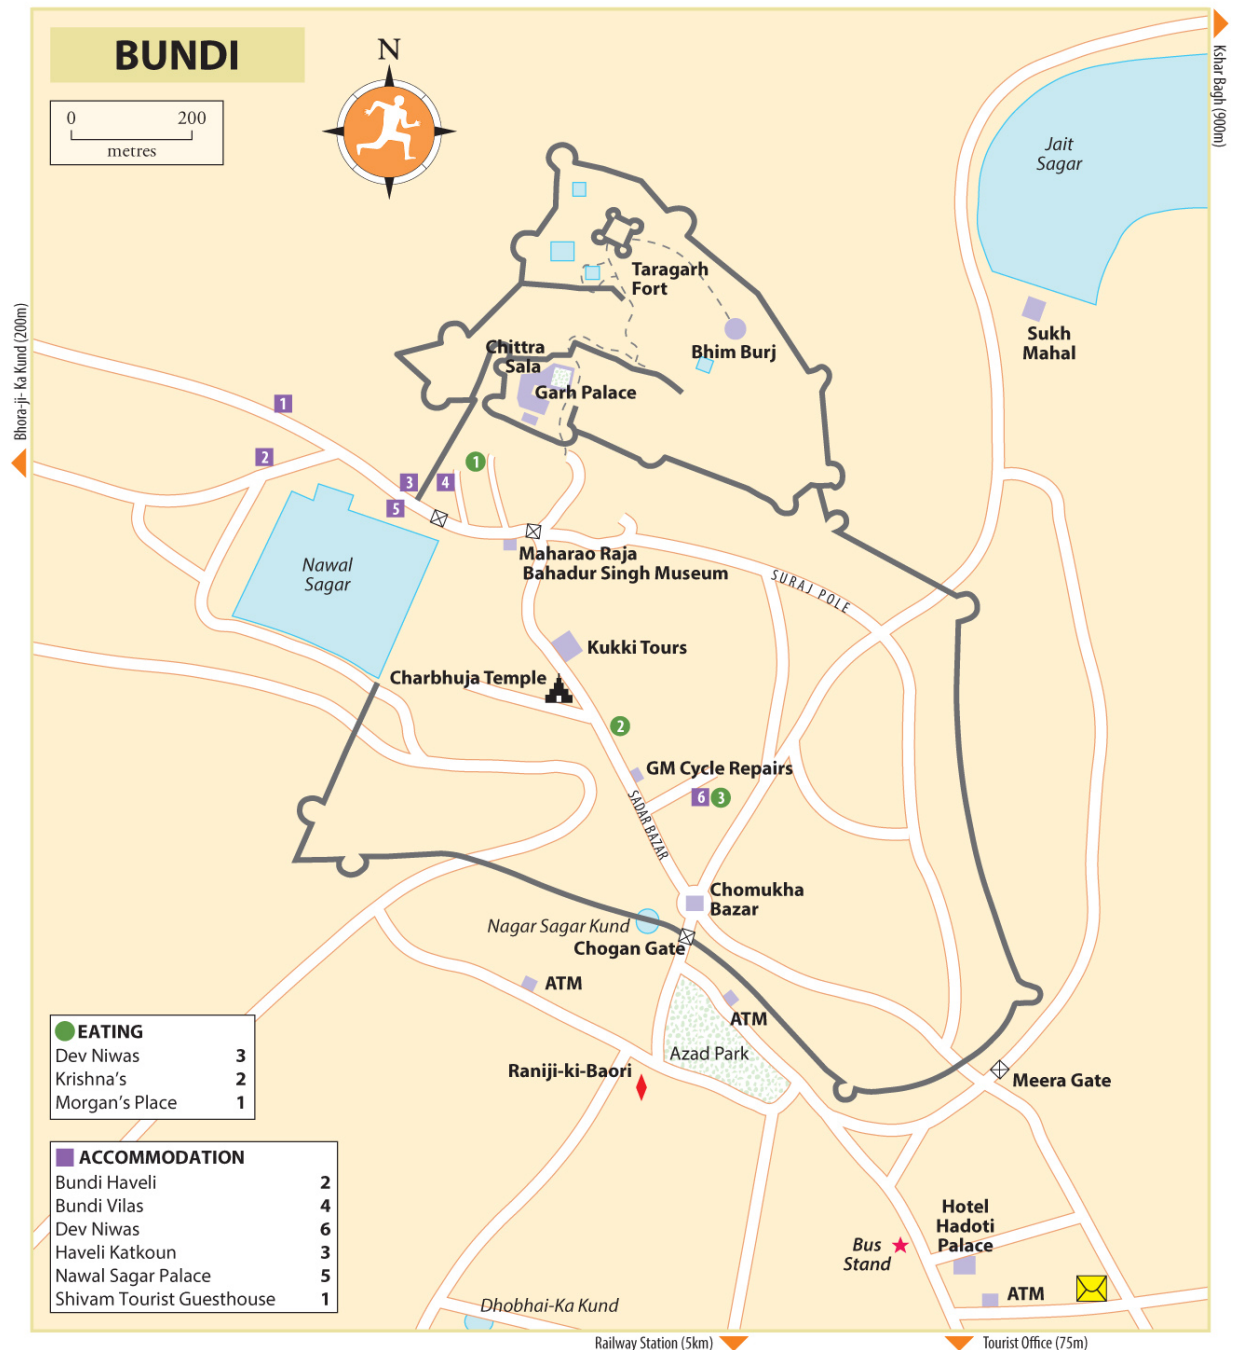 BUNDI
N
0 200
metres
Kshar Bagh (900m)
Jait
Sagar
Taragarh
Fort
Sukh
Mahal
Bhim Burj
Chittra
Sala
Garh Palace
Bhora-ji- Ka Kund (200m)
1
2
1
3
4
5
Maharao Raja
Bahadur Singh Museum
Nawal
Sagar
SURAJ POLE
Kukki Tours
Charbhuja Temple
2
GM Cycle Repairs
6 3
SADAR BAZAR
Chomukha
Bazar
Nagar Sagar Kund
Chogan Gate
ATM
ATM
Azad Park
Raniji-ki-Baori
Meera Gate
EATING
Dev Niwas 3
Krishna's 2
Morgan's Place 1
ACCOMMODATION
Bundi Haveli 2
Bundi Vilas 4
Dev Niwas 6
Haveli Katkoun 3
Nawal Sagar Palace 5
Shivam Tourist Guesthouse 1
Hotel
Hadoti
Palace
Bus
Stand
ATM
Dhobhai-Ka Kund
Railway Station (5km)
Tourist Office (75m)